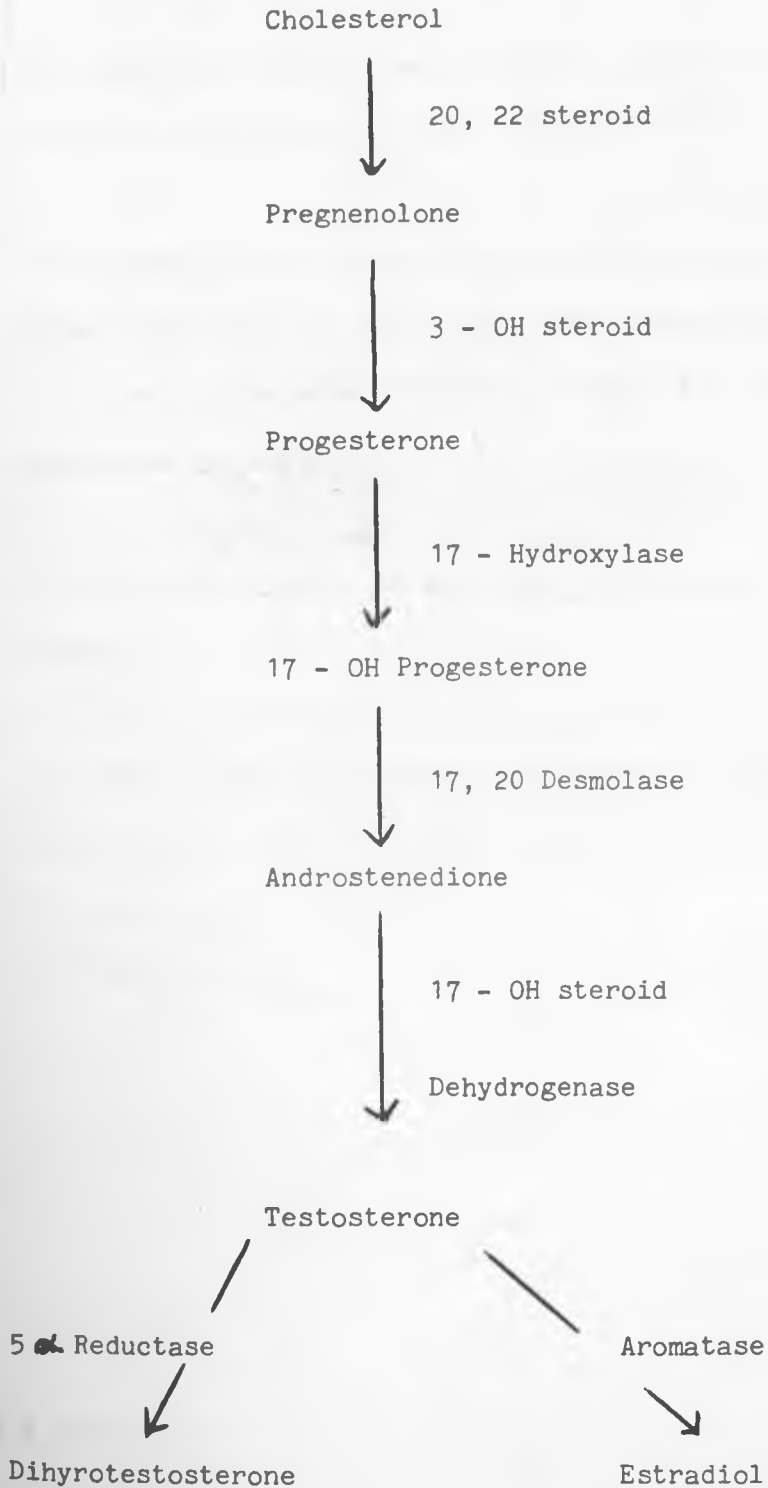 Cholesterol
20, 22 steroid
Pregnenolone
3 - OH steroid
Progesterone
17 - Hydroxylase
17 - OH Progesterone
17, 20 Desmolase
Androstenedione
17 - OH steroid
Dehydrogenase
Testosterone
5 α Reductase Aromatase
Dihyrotestosterone Estradiol